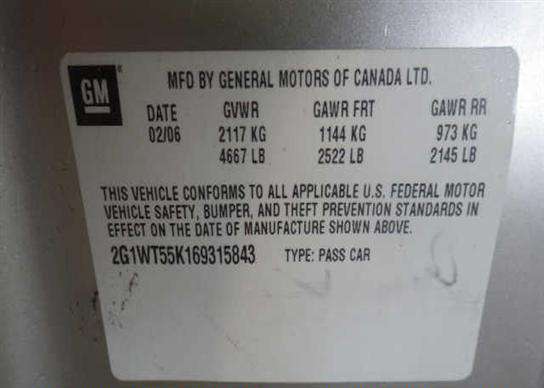 GM
MFD BY GENERAL MOTORS OF CANADA LTD.
DATE GVWR GAWR FRT GAWR RR
02/06 2117 KG 1144 KG 973 KG
4667 LB 2522 LB 2145 LB
THIS VEHICLE CONFORMS TO ALL APPLICABLE U.S. FEDERAL MOTOR
VEHICLE SAFETY, BUMPER, AND THEFT PREVENTION STANDARDS IN
EFFECT ON THE DATE OF MANUFACTURE SHOWN ABOVE.
2G1WT55K169315843 TYPE: PASS CAR